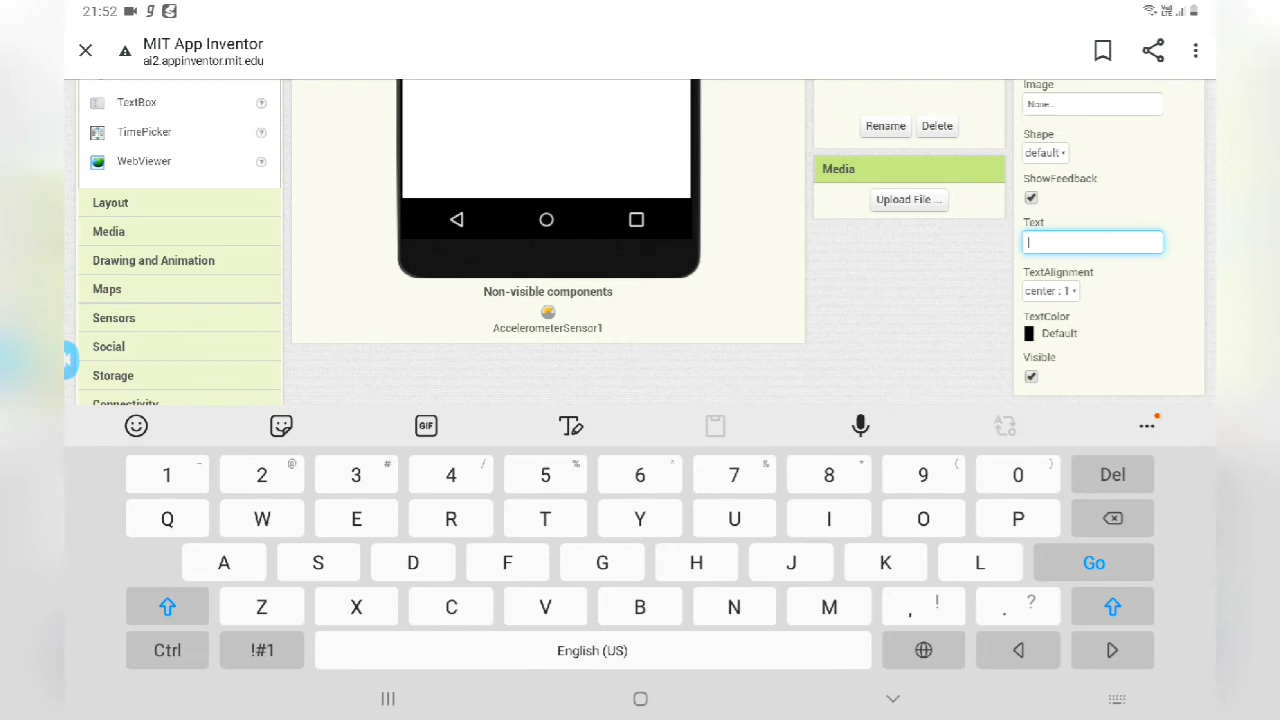 21:52
MIT App Inventor
ai2.appinventor.mit.edu
TextBox ?
TimePicker ?
WebViewer ?
Layout
Media
Drawing and Animation
Maps
Sensors
Social
Storage
Connectivity
Non-visible components
AccelerometerSensor1
Rename Delete
Media
Upload File ...
Image
None...
Shape
default
ShowFeedback
Text
TextAlignment
center : 1
TextColor
Default
Visible
GIF
1 - 2 @ 3 # 4 / 5 % 6 ^ 7 & 8 * 9 ( 0 ) Del
Q W E R T Y U I O P
A S D F G H J K L Go
Z X C V B N M , ! . ?
Ctrl !#1 English (US)